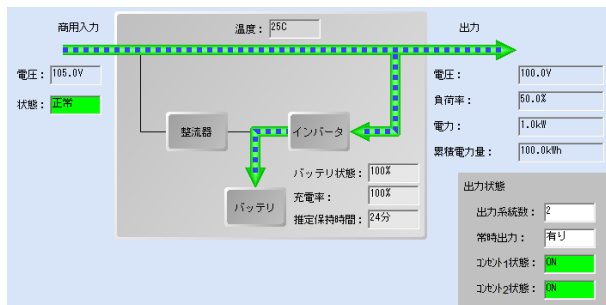 商用入力
温度： 25C
出力
電圧： 105.0V
状態： 正常
電圧： 100.0V
負荷率： 50.0%
電力： 1.0kW
累積電力量： 100.0kWh
整流器
インバータ
バッテリ
バッテリ状態： 100%
充電率： 100%
推定保持時間： 24分
出力状態
出力系統数： 2
常時出力： 有り
ｺﾝｾﾝﾄ1状態： ON
ｺﾝｾﾝﾄ2状態： ON